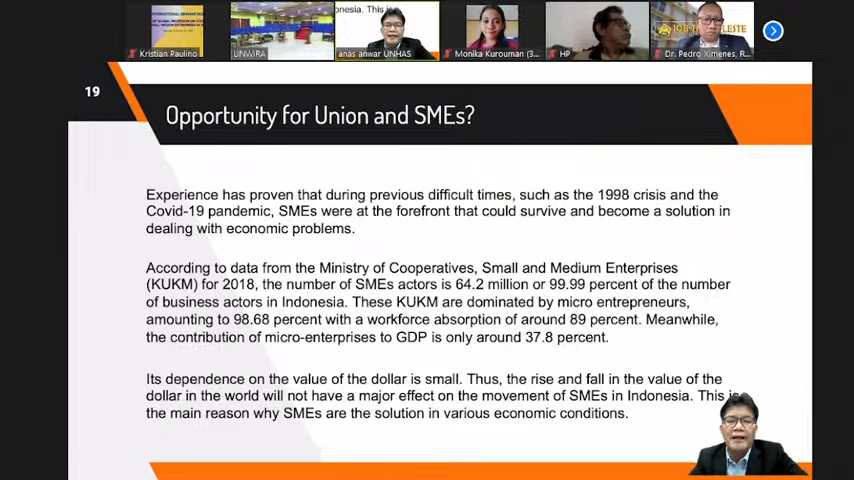 INTERNATIONAL SEMINAR
Kristian Paulino
UNWIRA
onesia. This is
anas anwar UNHAS
Monika Kurouman (3...
HP
Dr. Pedro Ximenes, R...
19
Opportunity for Union and SMEs?
Experience has proven that during previous difficult times, such as the 1998 crisis and the
Covid-19 pandemic, SMEs were at the forefront that could survive and become a solution in
dealing with economic problems.
According to data from the Ministry of Cooperatives, Small and Medium Enterprises
(KUKM) for 2018, the number of SMEs actors is 64.2 million or 99.99 percent of the number
of business actors in Indonesia. These KUKM are dominated by micro entrepreneurs,
amounting to 98.68 percent with a workforce absorption of around 89 percent. Meanwhile,
the contribution of micro-enterprises to GDP is only around 37.8 percent.
Its dependence on the value of the dollar is small. Thus, the rise and fall in the value of the
dollar in the world will not have a major effect on the movement of SMEs in Indonesia. This is
the main reason why SMEs are the solution in various economic conditions.